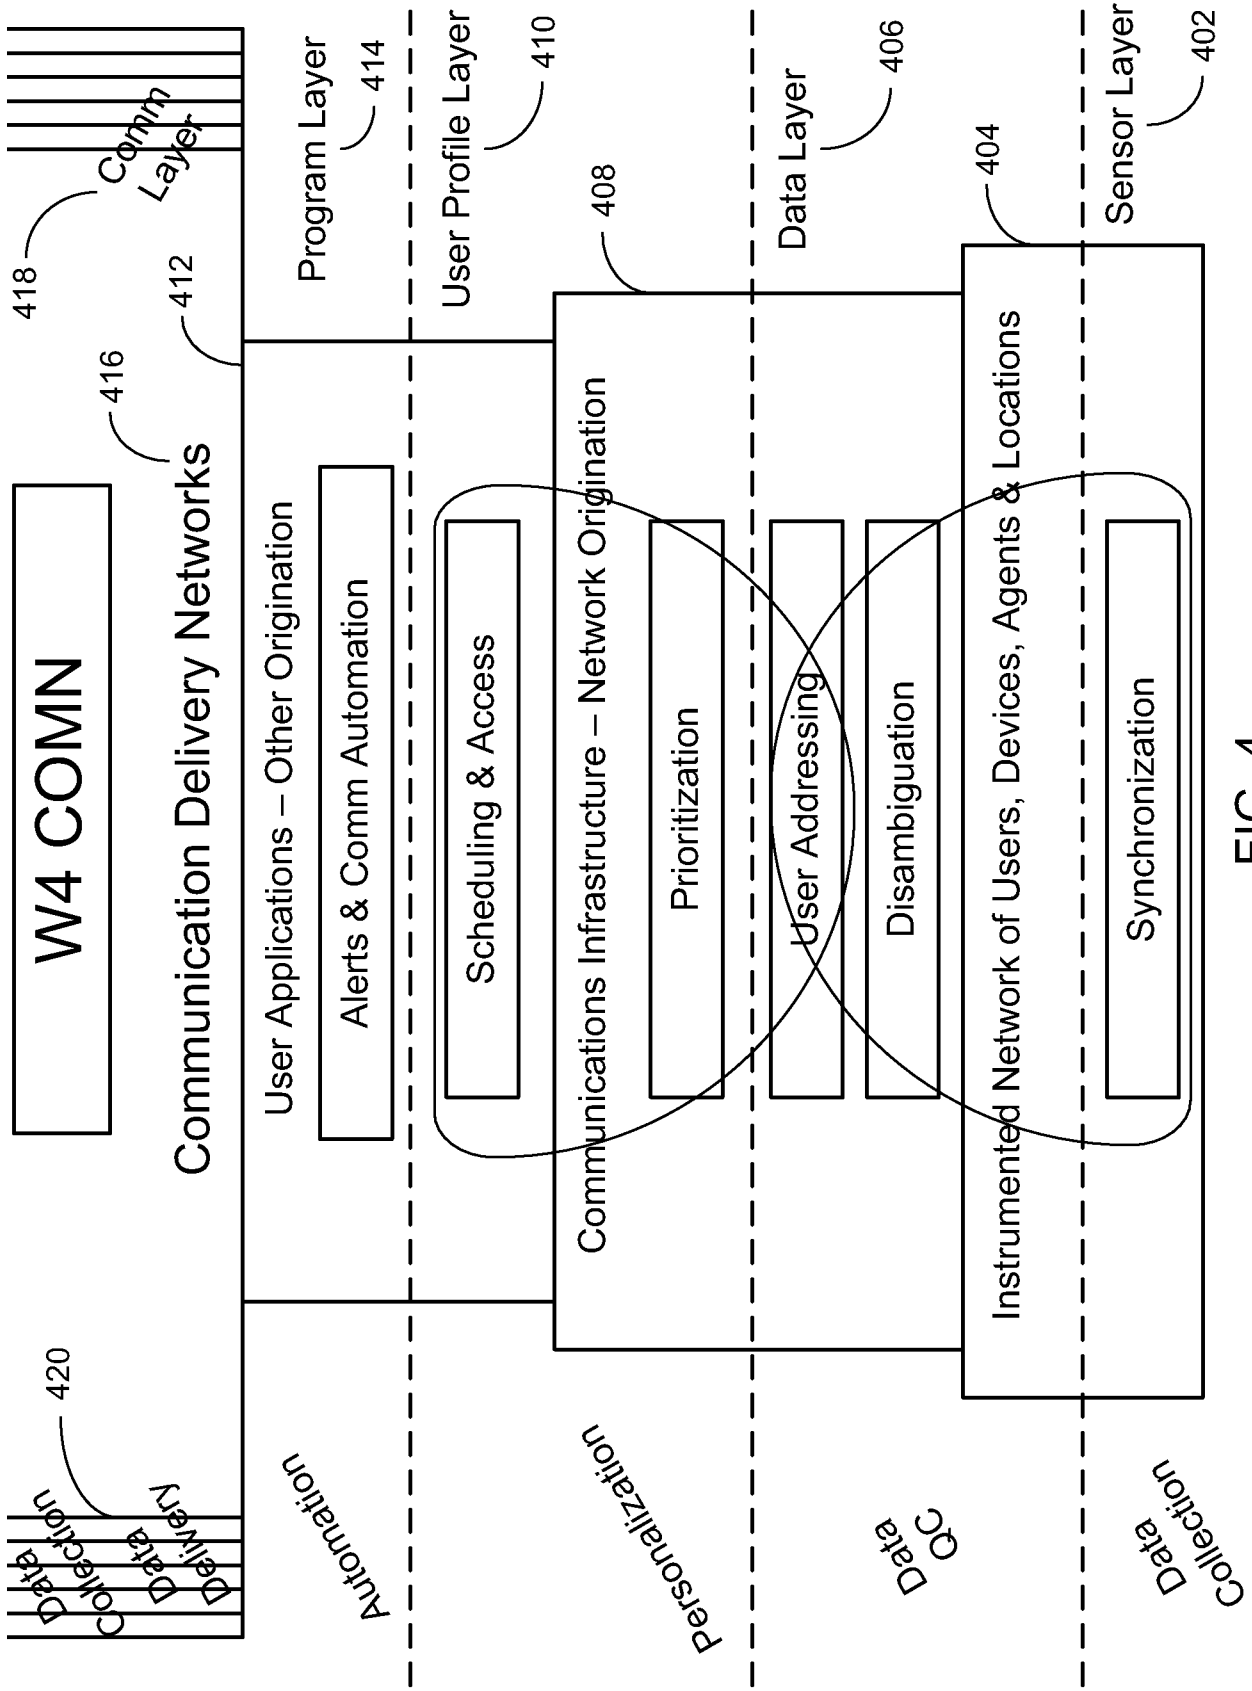 W4 COMN
418
Comm
Layer
420
Data
Collection
Data
Delivery
416
Communication Delivery Networks
412
User Applications – Other Origination
Program Layer
414
Automation
Alerts & Comm Automation
User Profile Layer
410
Scheduling & Access
Communications Infrastructure – Network Origination
408
Personalization
Prioritization
Data Layer
406
User Addressing
Data
QC
Disambiguation
404
Instrumented Network of Users, Devices, Agents & Locations
Sensor Layer
402
Data
Collection
Synchronization
FIG. 4